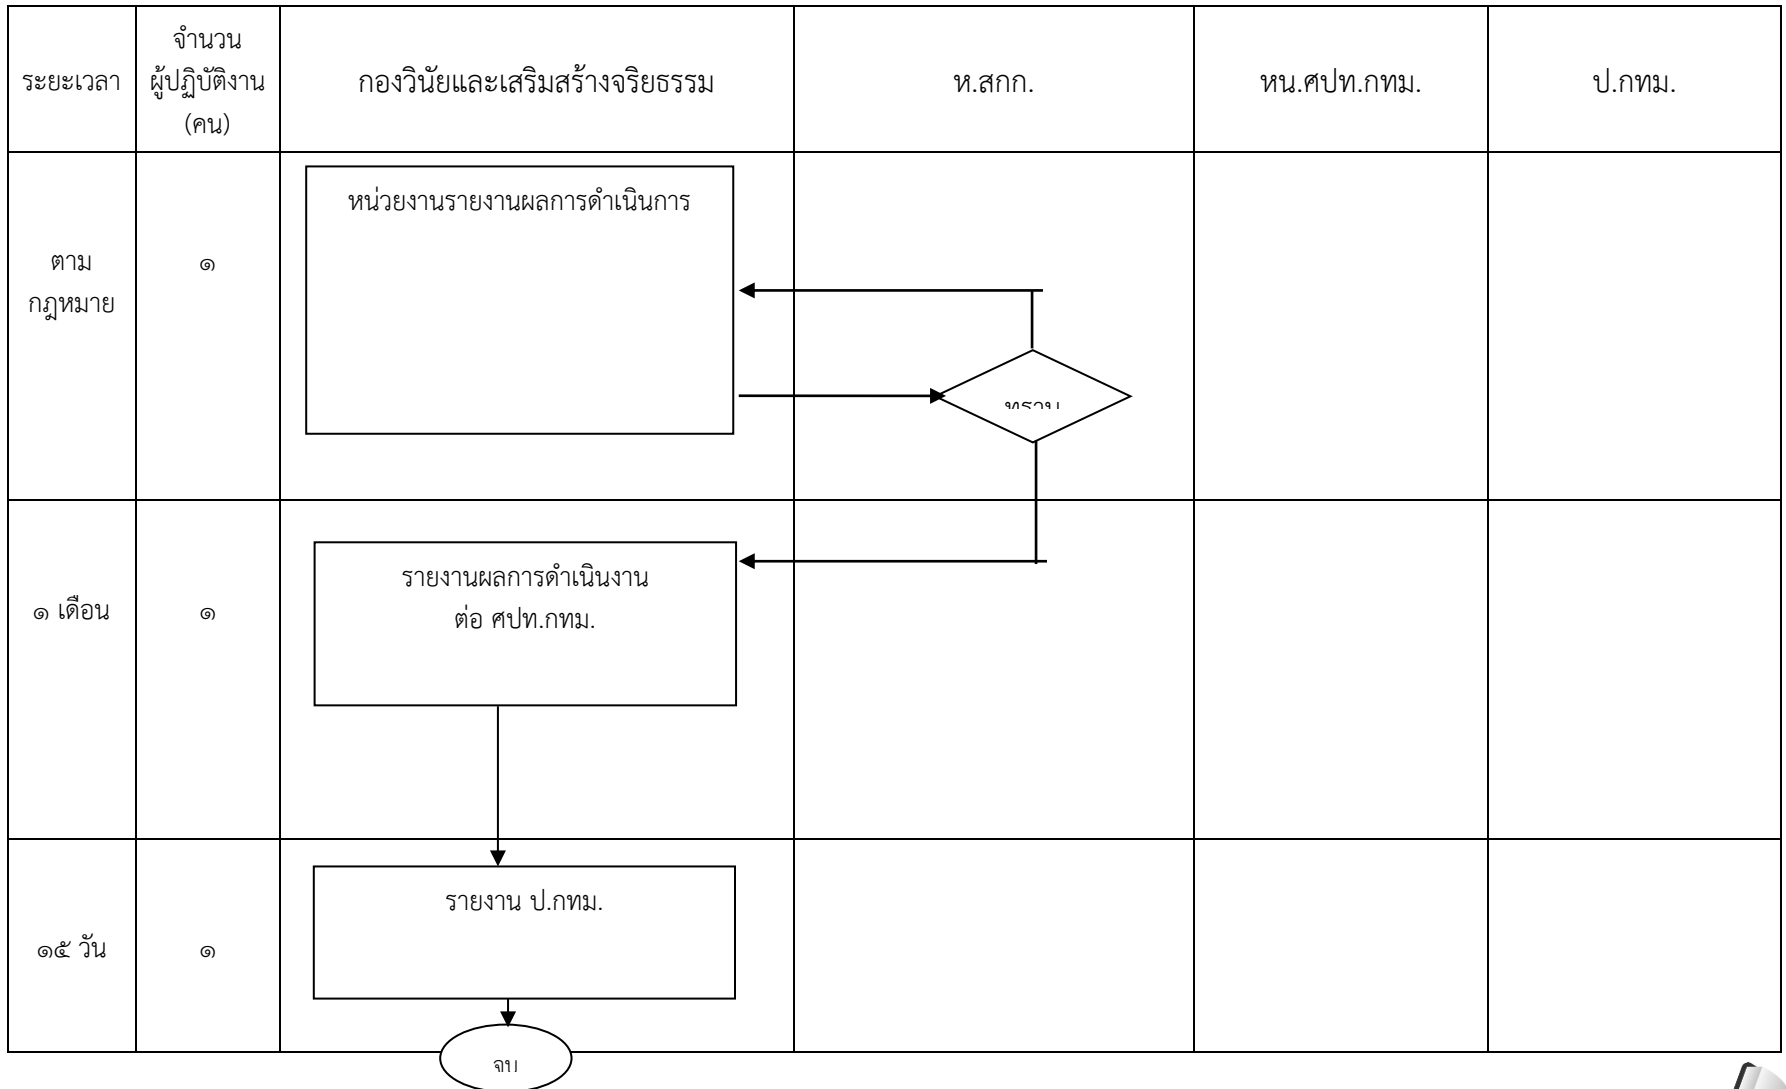 ระยะเวลา
จำนวน
ผู้ปฏิบัติงาน
(คน)
กองวินัยและเสริมสร้างจริยธรรม
ห.สกก.
หน.ศปท.กทม.
ป.กทม.
ตาม
กฎหมาย
๑
หน่วยงานรายงานผลการดำเนินการ
ทราบ
๑ เดือน
๑
รายงานผลการดำเนินงาน
ต่อ ศปท.กทม.
๑๕ วัน
๑
รายงาน ป.กทม.
จบ